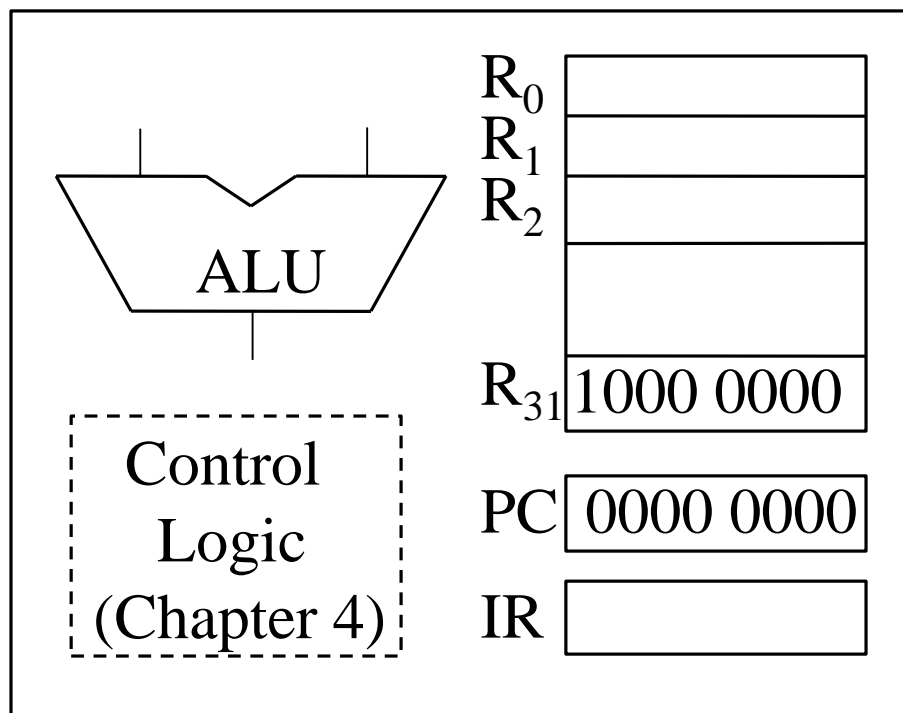 ALU
Control
Logic
(Chapter 4)
R₀
R₁
R₂
R₃₁ 1000 0000
PC 0000 0000
IR